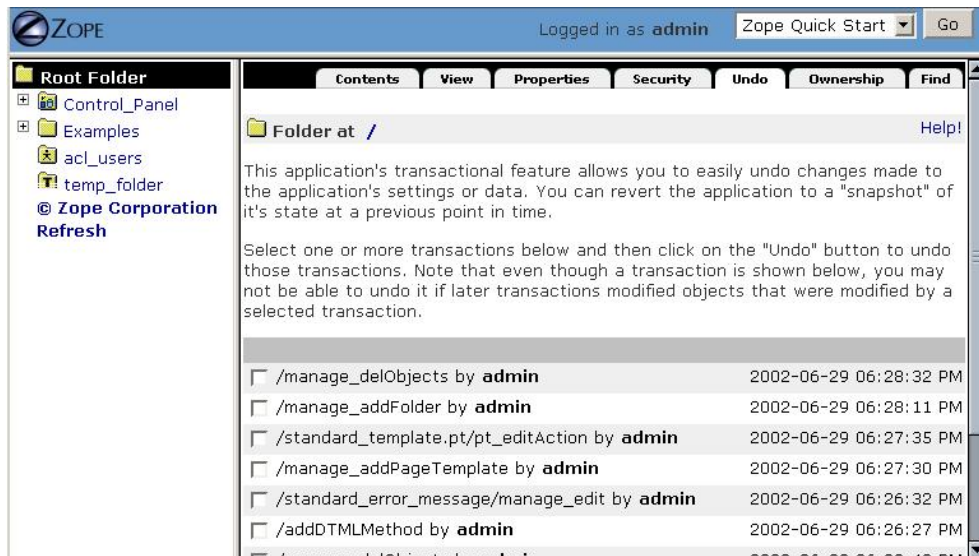 ZOPE
Logged in as admin
Zope Quick Start
Go
Root Folder
Control_Panel
Examples
acl_users
temp_folder
© Zope Corporation
Refresh
Contents View Properties Security Undo Ownership Find
Folder at /
Help!
This application's transactional feature allows you to easily undo changes made to
the application's settings or data. You can revert the application to a "snapshot" of
it's state at a previous point in time.
Select one or more transactions below and then click on the "Undo" button to undo
those transactions. Note that even though a transaction is shown below, you may
not be able to undo it if later transactions modified objects that were modified by a
selected transaction.
/manage_delObjects by admin 2002-06-29 06:28:32 PM
/manage_addFolder by admin 2002-06-29 06:28:11 PM
/standard_template.pt/pt_editAction by admin 2002-06-29 06:27:35 PM
/manage_addPageTemplate by admin 2002-06-29 06:27:30 PM
/standard_error_message/manage_edit by admin 2002-06-29 06:26:32 PM
/addDTMLMethod by admin 2002-06-29 06:26:27 PM